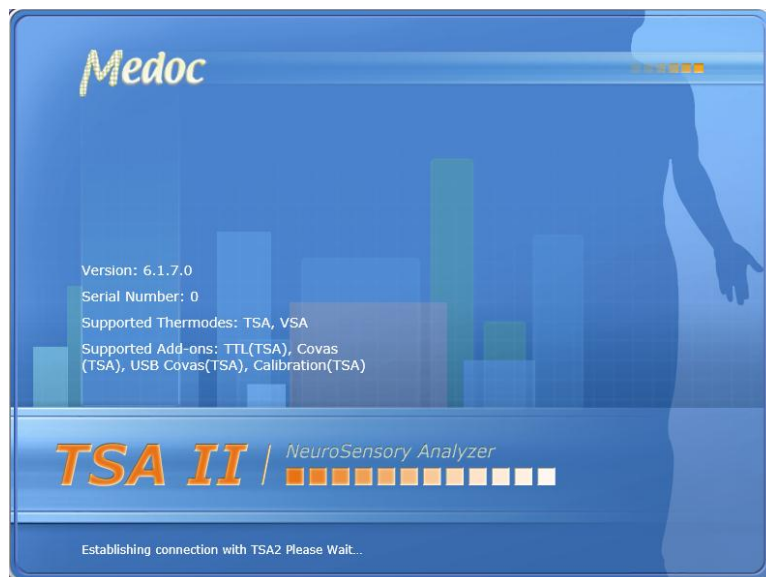 Medoc
Version: 6.1.7.0
Serial Number: 0
Supported Thermodes: TSA, VSA
Supported Add-ons: TTL(TSA), Covas
(TSA), USB Covas(TSA), Calibration(TSA)
TSA II | NeuroSensory Analyzer
Establishing connection with TSA2 Please Wait...